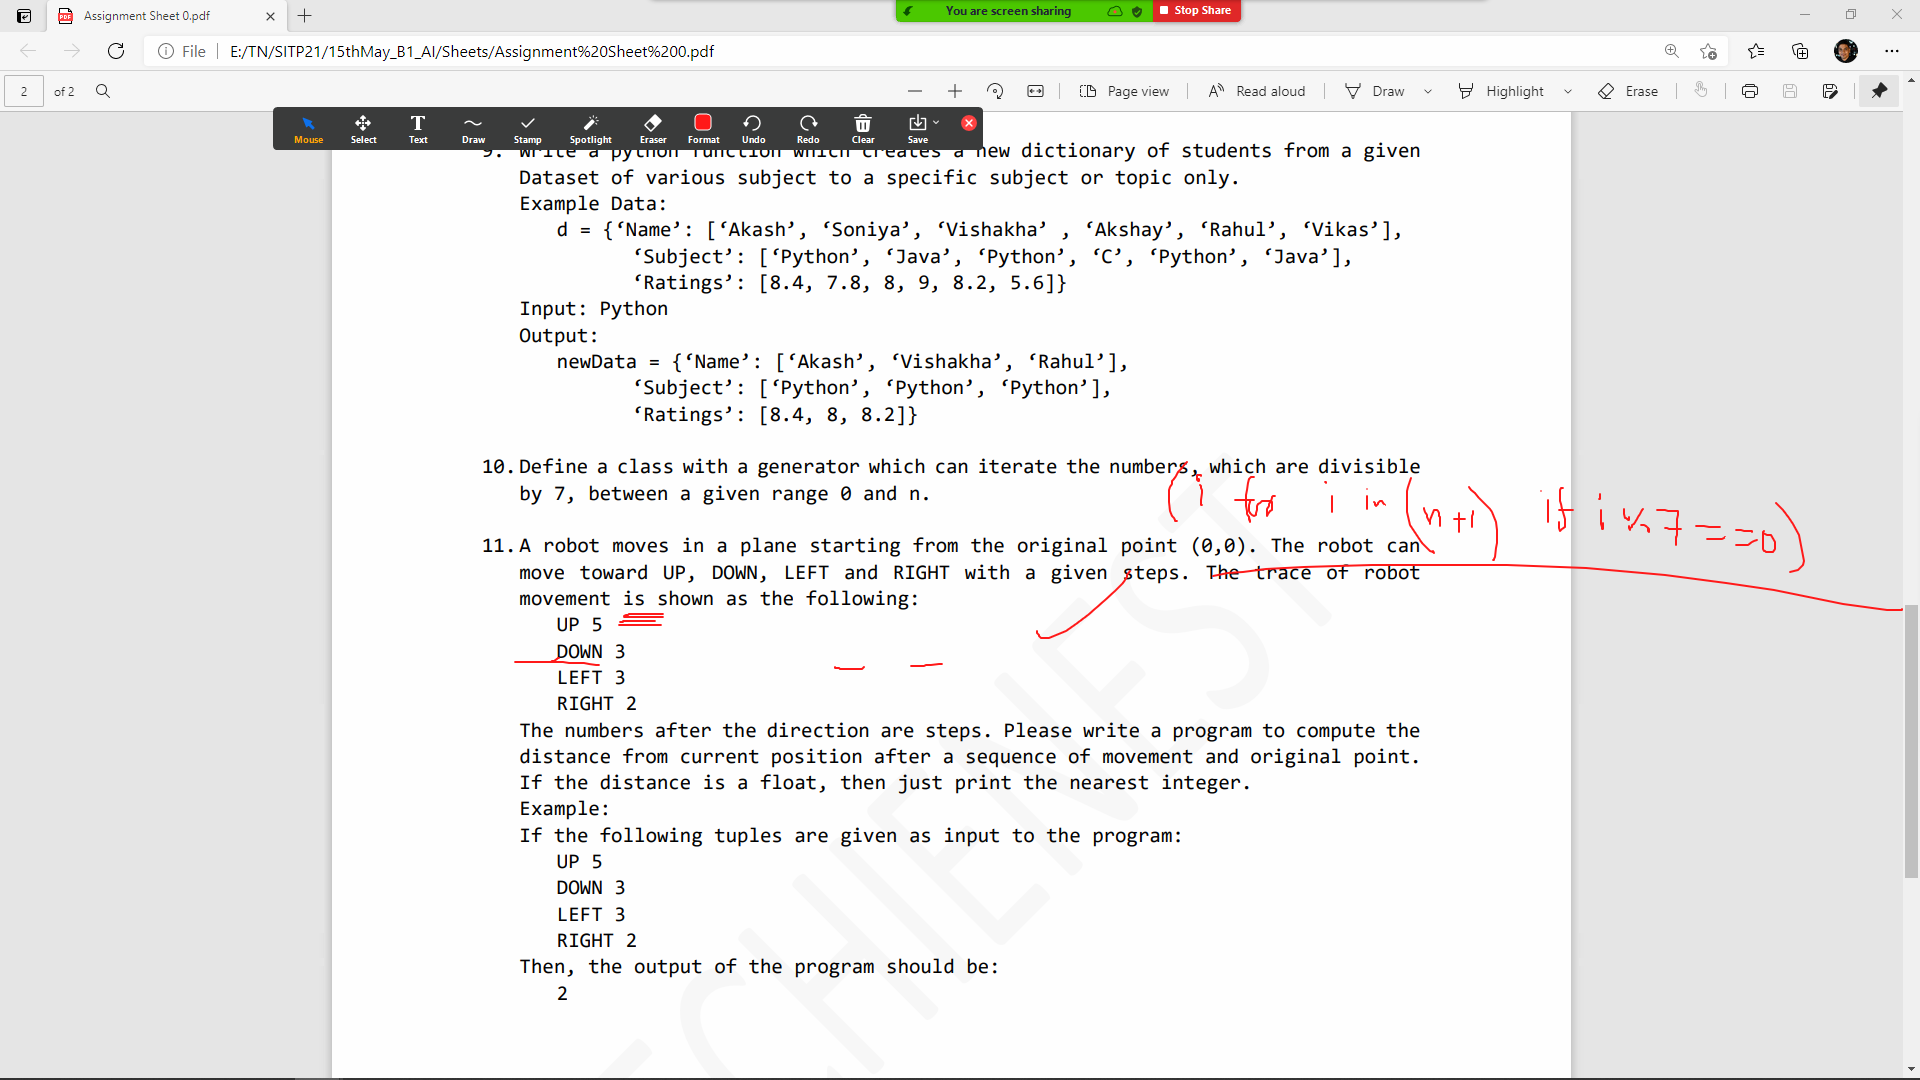 Assignment Sheet 0.pdf
You are screen sharing
Stop Share
File
E:/TN/SITP21/15thMay_B1_AI/Sheets/Assignment%20Sheet%200.pdf
2 of 2
Page view
Read aloud
Draw
Highlight
Erase
Mouse Select Text Draw Stamp Spotlight Eraser Format Undo Redo Clear Save
9. Write a python function which creates a new dictionary of students from a given
Dataset of various subject to a specific subject or topic only.
Example Data:
d = {‘Name’: [‘Akash’, ‘Soniya’, ‘Vishakha’ , ‘Akshay’, ‘Rahul’, ‘Vikas’],
‘Subject’: [‘Python’, ‘Java’, ‘Python’, ‘C’, ‘Python’, ‘Java’],
‘Ratings’: [8.4, 7.8, 8, 9, 8.2, 5.6]}
Input: Python
Output:
newData = {‘Name’: [‘Akash’, ‘Vishakha’, ‘Rahul’],
‘Subject’: [‘Python’, ‘Python’, ‘Python’],
‘Ratings’: [8.4, 8, 8.2]}
10. Define a class with a generator which can iterate the numbers, which are divisible
by 7, between a given range 0 and n.
(i for i in (n+1) if i % 7 == 0)
11. A robot moves in a plane starting from the original point (0,0). The robot can
move toward UP, DOWN, LEFT and RIGHT with a given steps. The trace of robot
movement is shown as the following:
UP 5
DOWN 3
LEFT 3
RIGHT 2
The numbers after the direction are steps. Please write a program to compute the
distance from current position after a sequence of movement and original point.
If the distance is a float, then just print the nearest integer.
Example:
If the following tuples are given as input to the program:
UP 5
DOWN 3
LEFT 3
RIGHT 2
Then, the output of the program should be:
2